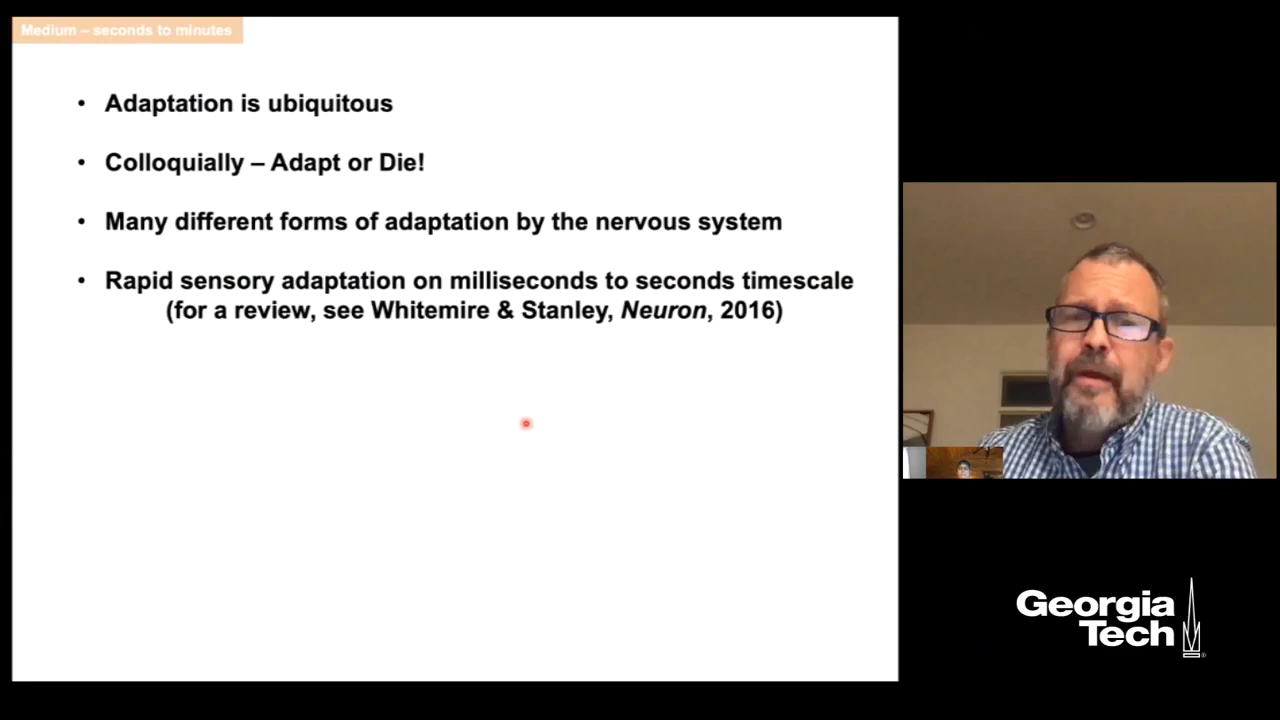 Medium – seconds to minutes
• Adaptation is ubiquitous
• Colloquially – Adapt or Die!
• Many different forms of adaptation by the nervous system
• Rapid sensory adaptation on milliseconds to seconds timescale
(for a review, see Whitemire & Stanley, Neuron, 2016)
Georgia
Tech